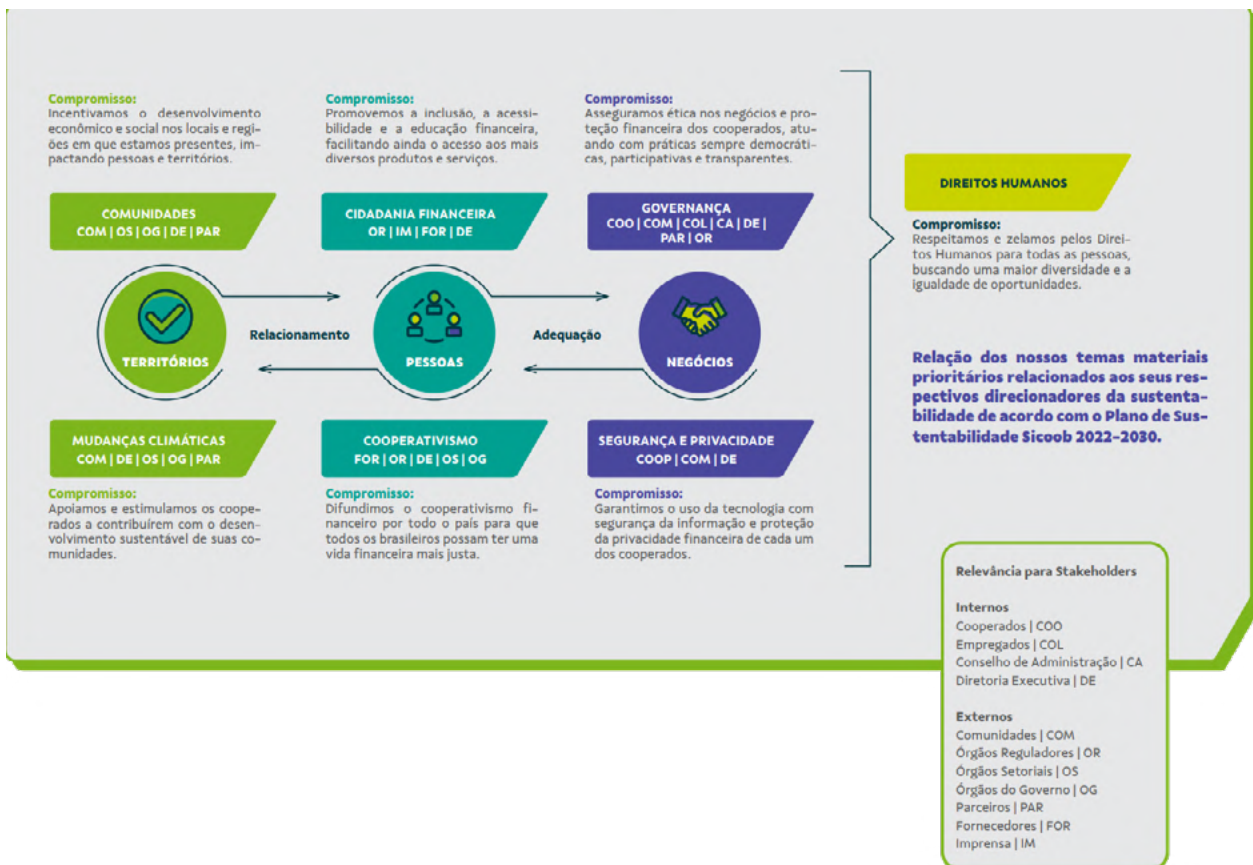 Compromisso:
Incentivamos o desenvolvimento
econômico e social nos locais e regi-
ões em que estamos presentes, im-
pactando pessoas e territórios.
Compromisso:
Promovemos a inclusão, a acessi-
bilidade e a educação financeira,
facilitando ainda o acesso aos mais
diversos produtos e serviços.
Compromisso:
Asseguramos ética nos negócios e pro-
teção financeira dos cooperados, atu-
ando com práticas sempre democráti-
cas, participativas e transparentes.
COMUNIDADES
COM | OS | OG | DE | PAR
CIDADANIA FINANCEIRA
OR | IM | FOR | DE
GOVERNANÇA
COO | COM | COL | CA | DE |
PAR | OR
TERRITÓRIOS
Relacionamento
PESSOAS
Adequação
NEGÓCIOS
MUDANÇAS CLIMÁTICAS
COM | DE | OS | OG | PAR
COOPERATIVISMO
FOR | OR | DE | OS | OG
SEGURANÇA E PRIVACIDADE
COOP | COM | DE
Compromisso:
Apoiamos e estimulamos os coope-
rados a contribuírem com o desen-
volvimento sustentável de suas co-
munidades.
Compromisso:
Difundimos o cooperativismo fi-
nanceiro por todo o país para que
todos os brasileiros possam ter uma
vida financeira mais justa.
Compromisso:
Garantimos o uso da tecnologia com
segurança da informação e proteção
da privacidade financeira de cada um
dos cooperados.
DIREITOS HUMANOS
Compromisso:
Respeitamos e zelamos pelos Direi-
tos Humanos para todas as pessoas,
buscando uma maior diversidade e a
igualdade de oportunidades.
Relação dos nossos temas materiais
prioritários relacionados aos seus res-
pectivos direcionadores da sustenta-
bilidade de acordo com o Plano de Sus-
tentabilidade Sicoob 2022-2030.
Relevância para Stakeholders
Internos
Cooperados | COO
Empregados | COL
Conselho de Administração | CA
Diretoria Executiva | DE
Externos
Comunidades | COM
Órgãos Reguladores | OR
Órgãos Setoriais | OS
Órgãos do Governo | OG
Parceiros | PAR
Fornecedores | FOR
Imprensa | IM